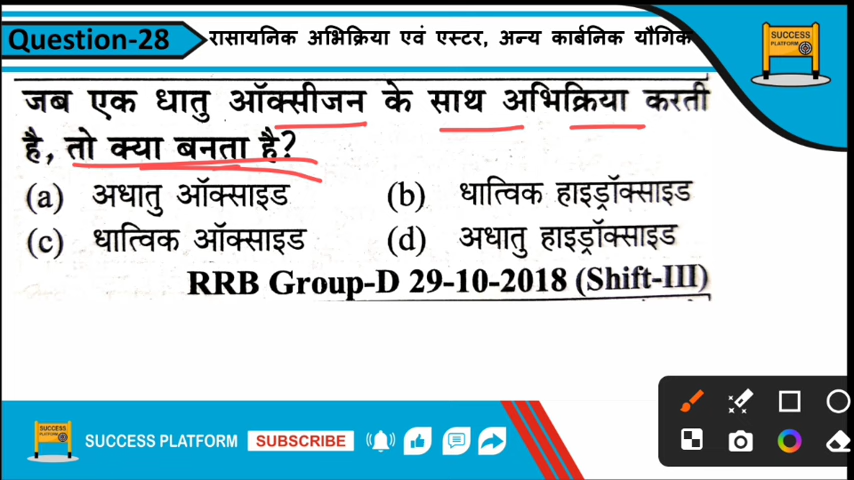 Question-28 रासायनिक अभिक्रिया एवं एस्टर, अन्य कार्बनिक यौगिक
SUCCESS
PLATFORM
जब एक धातु ऑक्सीजन के साथ अभिक्रिया करती
है, तो क्या बनता है?
(a) अधातु ऑक्साइड (b) धात्विक हाइड्रॉक्साइड
(c) धात्विक ऑक्साइड (d) अधातु हाइड्रॉक्साइड
RRB Group-D 29-10-2018 (Shift-III)
SUCCESS
PLATFORM
SUCCESS PLATFORM SUBSCRIBE